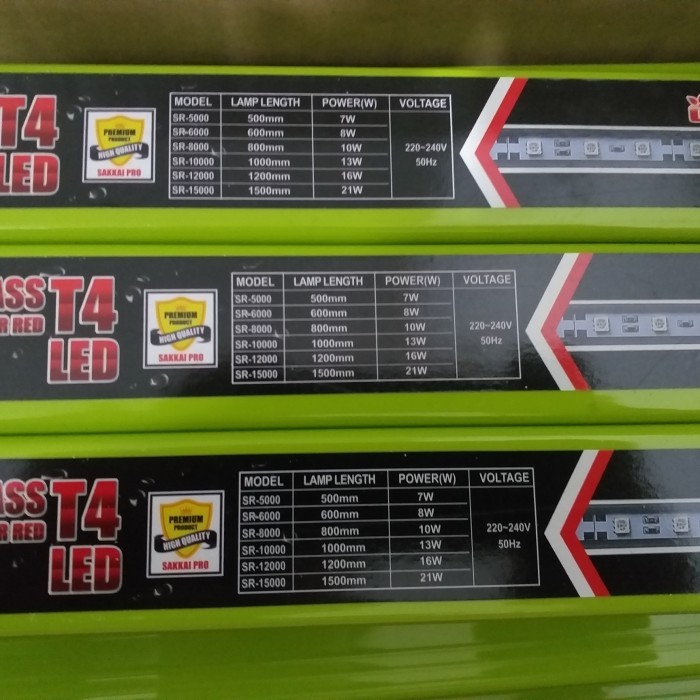 T4
LED
PREMIUM
PRODUCT
HIGH QUALITY
SAKKAI PRO
MODEL LAMP LENGTH POWER(W) VOLTAGE
SR-5000 500mm 7W
SR-6000 600mm 8W
SR-8000 800mm 10W
SR-10000 1000mm 13W
SR-12000 1200mm 16W
SR-15000 1500mm 21W
220~240V
50Hz
ASS T4
R RED
LED
PREMIUM
PRODUCT
HIGH QUALITY
SAKKAI PRO
MODEL LAMP LENGTH POWER(W) VOLTAGE
SR-5000 500mm 7W
SR-6000 600mm 8W
SR-8000 800mm 10W
SR-10000 1000mm 13W
SR-12000 1200mm 16W
SR-15000 1500mm 21W
220~240V
50Hz
ASS T4
R RED
LED
PREMIUM
PRODUCT
HIGH QUALITY
SAKKAI PRO
MODEL LAMP LENGTH POWER(W) VOLTAGE
SR-5000 500mm 7W
SR-6000 600mm 8W
SR-8000 800mm 10W
SR-10000 1000mm 13W
SR-12000 1200mm 16W
SR-15000 1500mm 21W
220~240V
50Hz